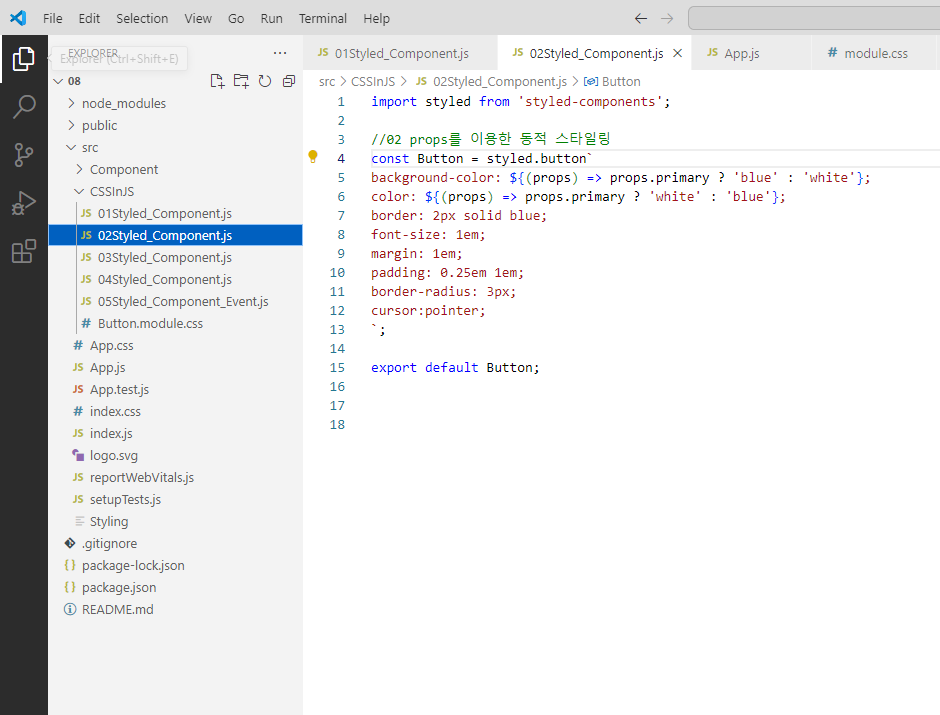 File Edit Selection View Go Run Terminal Help
EXPLORER
Explorer (Ctrl+Shift+E)
08
node_modules
public
src
Component
CSSInJS
JS 01Styled_Component.js
JS 02Styled_Component.js
JS 03Styled_Component.js
JS 04Styled_Component.js
JS 05Styled_Component_Event.js
# Button.module.css
# App.css
JS App.js
JS App.test.js
# index.css
JS index.js
logo.svg
JS reportWebVitals.js
JS setupTests.js
Styling
.gitignore
{} package-lock.json
{} package.json
README.md
JS 01Styled_Component.js JS 02Styled_Component.js JS App.js # module.css
src > CSSInJS > JS 02Styled_Component.js > Button
1 import styled from 'styled-components';
2
3 //02 props를 이용한 동적 스타일링
4 const Button = styled.button`
5 background-color: ${(props) => props.primary ? 'blue' : 'white'};
6 color: ${(props) => props.primary ? 'white' : 'blue'};
7 border: 2px solid blue;
8 font-size: 1em;
9 margin: 1em;
10 padding: 0.25em 1em;
11 border-radius: 3px;
12 cursor:pointer;
13 `;
14
15 export default Button;
16
17
18